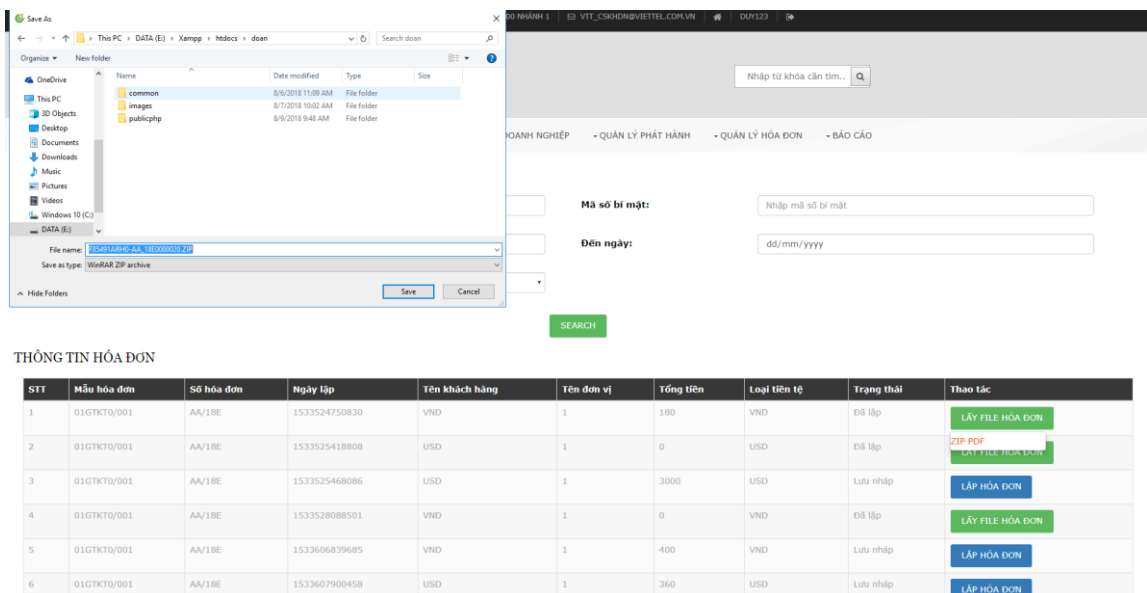 Save As
00 NHÁNH 1 VTT_CSKHDN@VIETTEL.COM.VN DUY123
This PC > DATA (E:) > Xampp > htdocs > doan
Search doan
Organize New folder
Name Date modified Type Size
OneDrive
This PC
3D Objects
Desktop
Documents
Downloads
Music
Pictures
Videos
Windows 10 (C:)
DATA (E:)
common 8/6/2018 11:09 AM File folder
images 8/7/2018 10:02 AM File folder
publicphp 8/9/2018 9:48 AM File folder
File name:
Save as type: WinRAR ZIP archive
Hide Folders
Save Cancel
Nhập từ khóa cần tìm..
DOANH NGHIỆP QUẢN LÝ PHÁT HÀNH QUẢN LÝ HÓA ĐƠN BÁO CÁO
Mã số bí mật: Nhập mã số bí mật
Đến ngày: dd/mm/yyyy
SEARCH
THÔNG TIN HÓA ĐƠN
STT Mẫu hóa đơn Số hóa đơn Ngày lập Tên khách hàng Tên đơn vị Tổng tiền Loại tiền tệ Trạng thái Thao tác
1 01GTKT0/001 AA/18E 1533524750830 VND 1 180 VND Đã lập LẤY FILE HÓA ĐƠN
ZIP PDF
2 01GTKT0/001 AA/18E 1533525418808 USD 1 0 USD Đã lập LẤY FILE HÓA ĐƠN
3 01GTKT0/001 AA/18E 1533525468086 USD 1 3000 USD Lưu nháp LẬP HÓA ĐƠN
4 01GTKT0/001 AA/18E 1533528088501 VND 1 0 VND Đã lập LẤY FILE HÓA ĐƠN
5 01GTKT0/001 AA/18E 1533606839685 VND 1 400 VND Lưu nháp LẬP HÓA ĐƠN
6 01GTKT0/001 AA/18E 1533607900458 USD 1 360 USD Lưu nháp LẬP HÓA ĐƠN